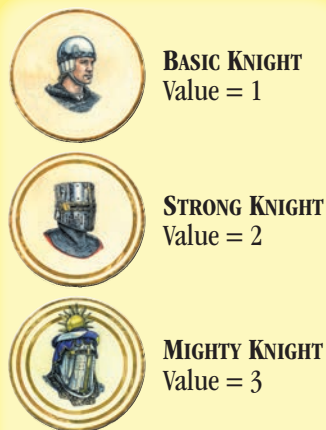 BASIC KNIGHT
Value = 1
STRONG KNIGHT
Value = 2
MIGHTY KNIGHT
Value = 3